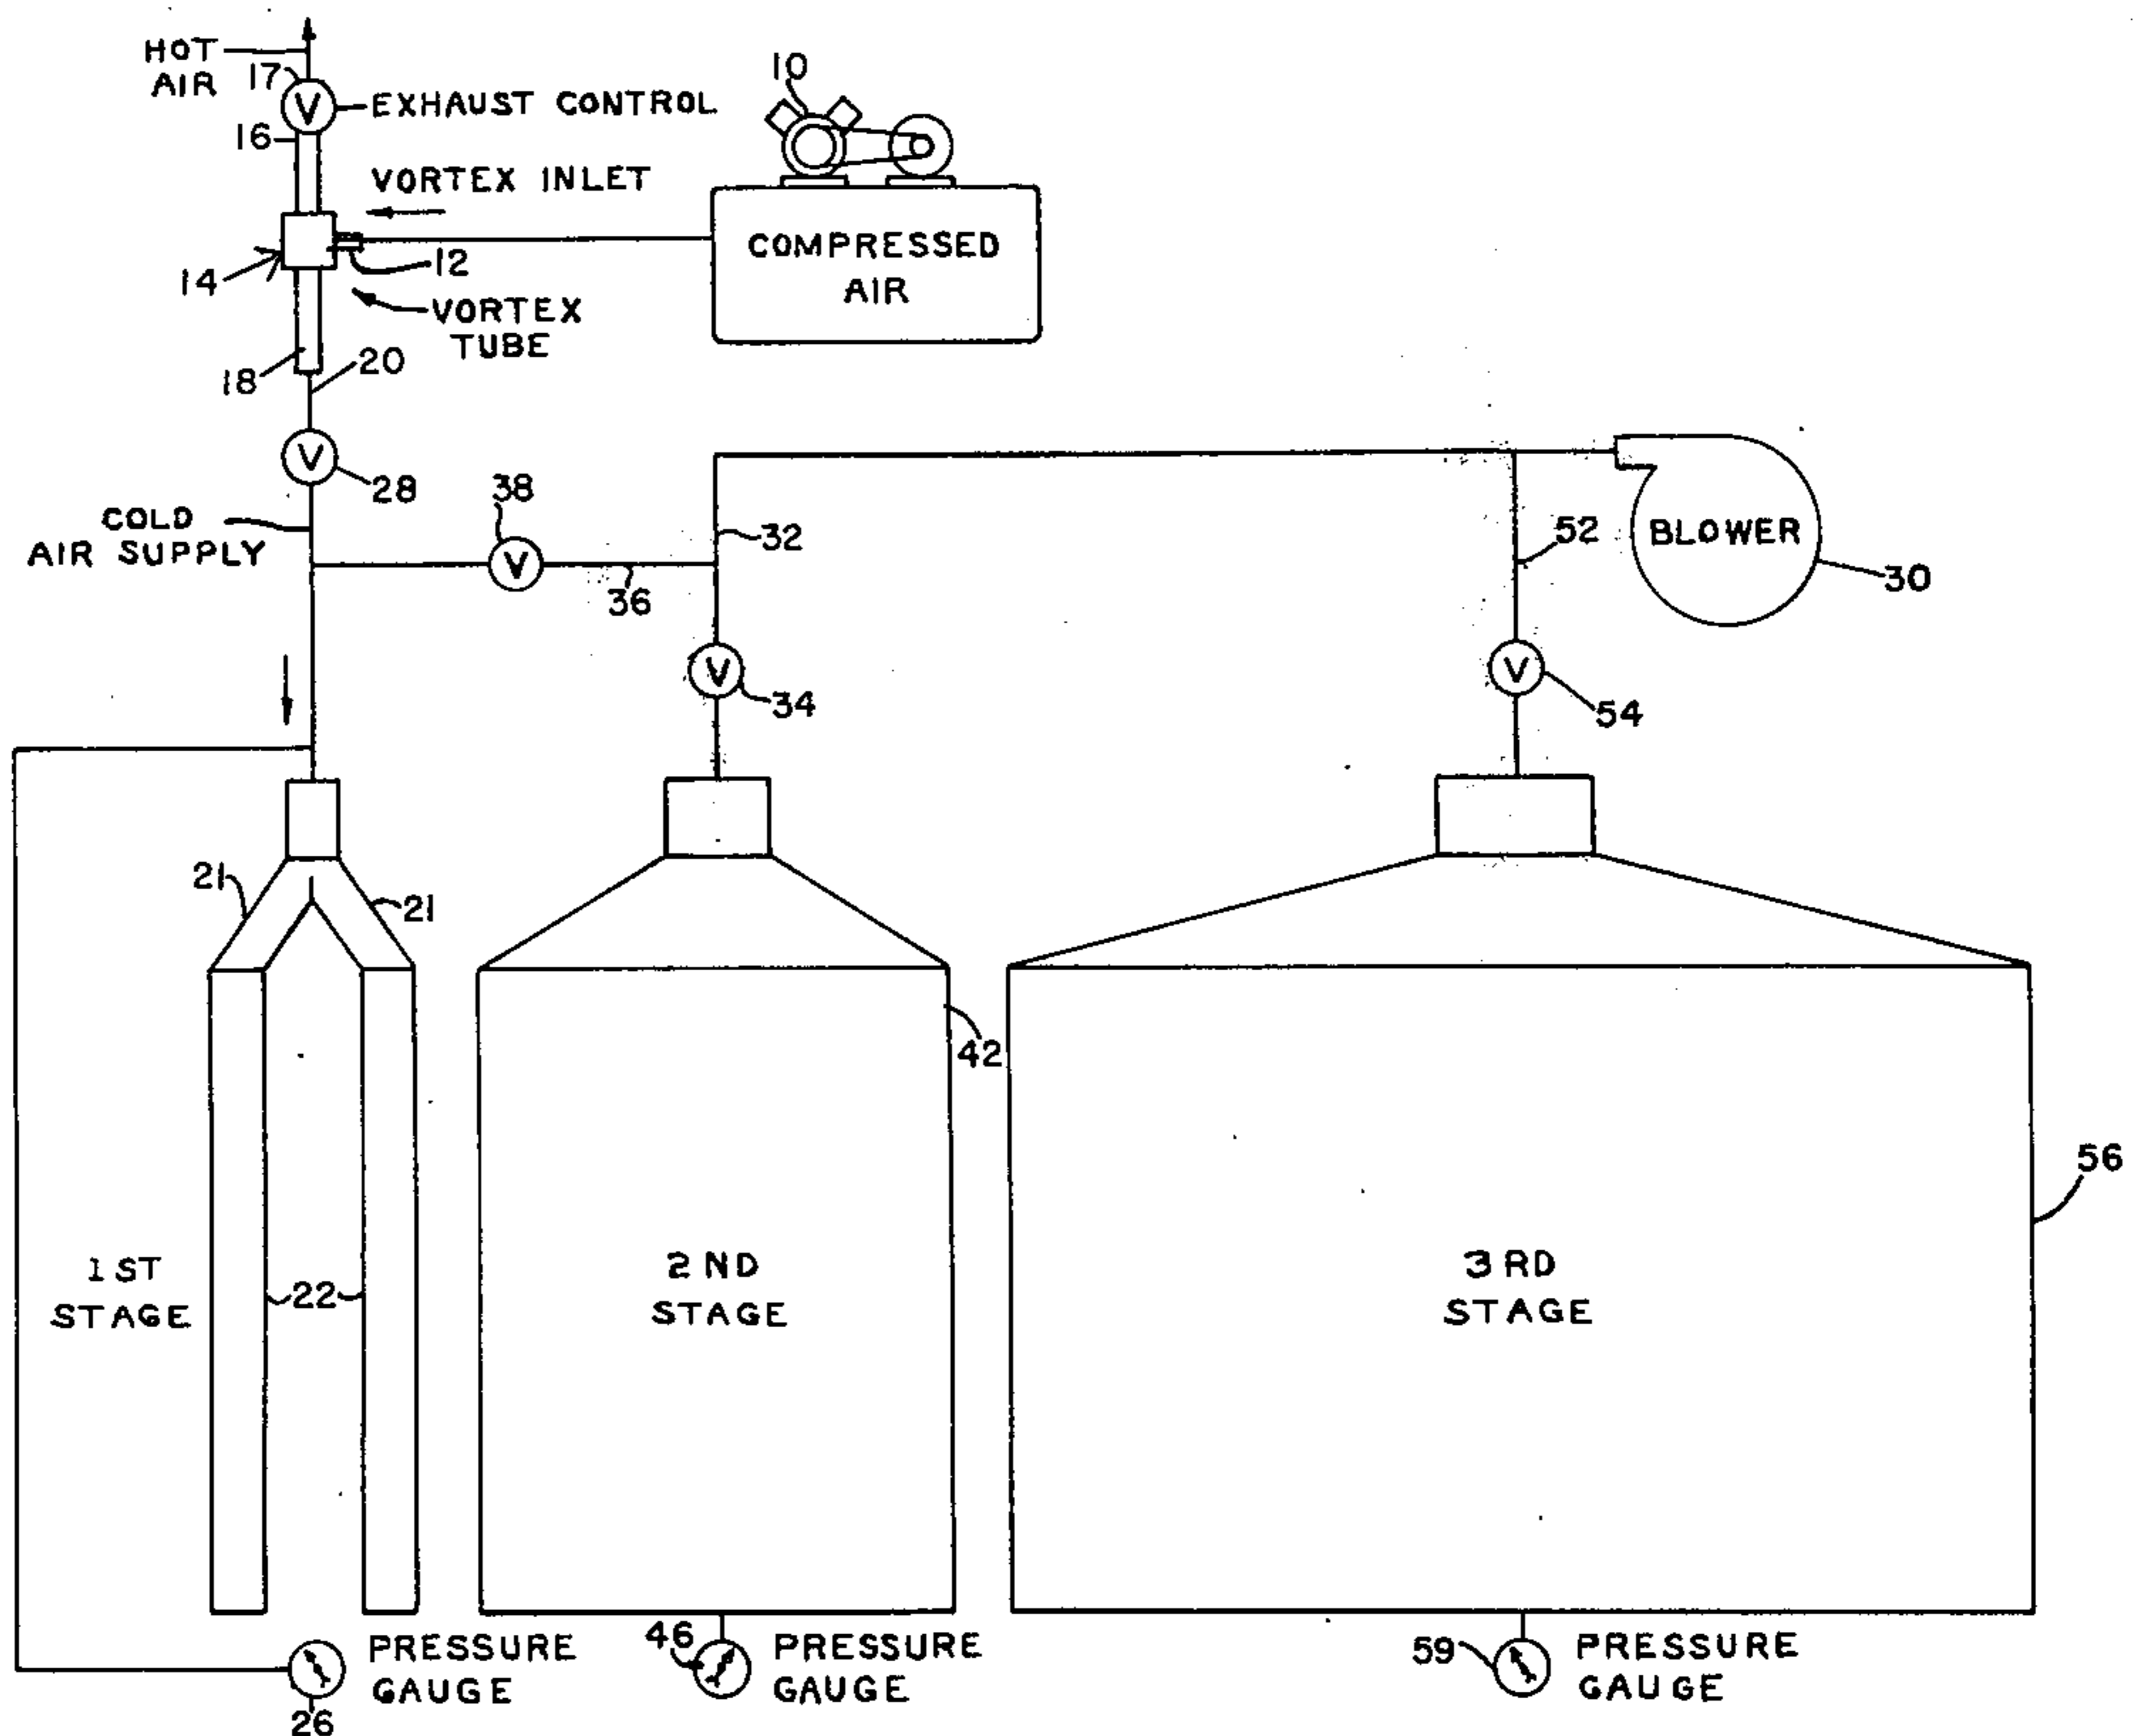 HOT
AIR
17
V
EXHAUST CONTROL
10
16
VORTEX INLET
COMPRESSED
AIR
12
14
VORTEX
TUBE
18
20
V
28
38
COLD
AIR SUPPLY
V
32
36
52
BLOWER
30
V
34
V
54
21
21
42
56
1 ST
STAGE
22
2 ND
STAGE
3 RD
STAGE
PRESSURE
GAUGE
26
46
PRESSURE
GAUGE
59
PRESSURE
GAUGE